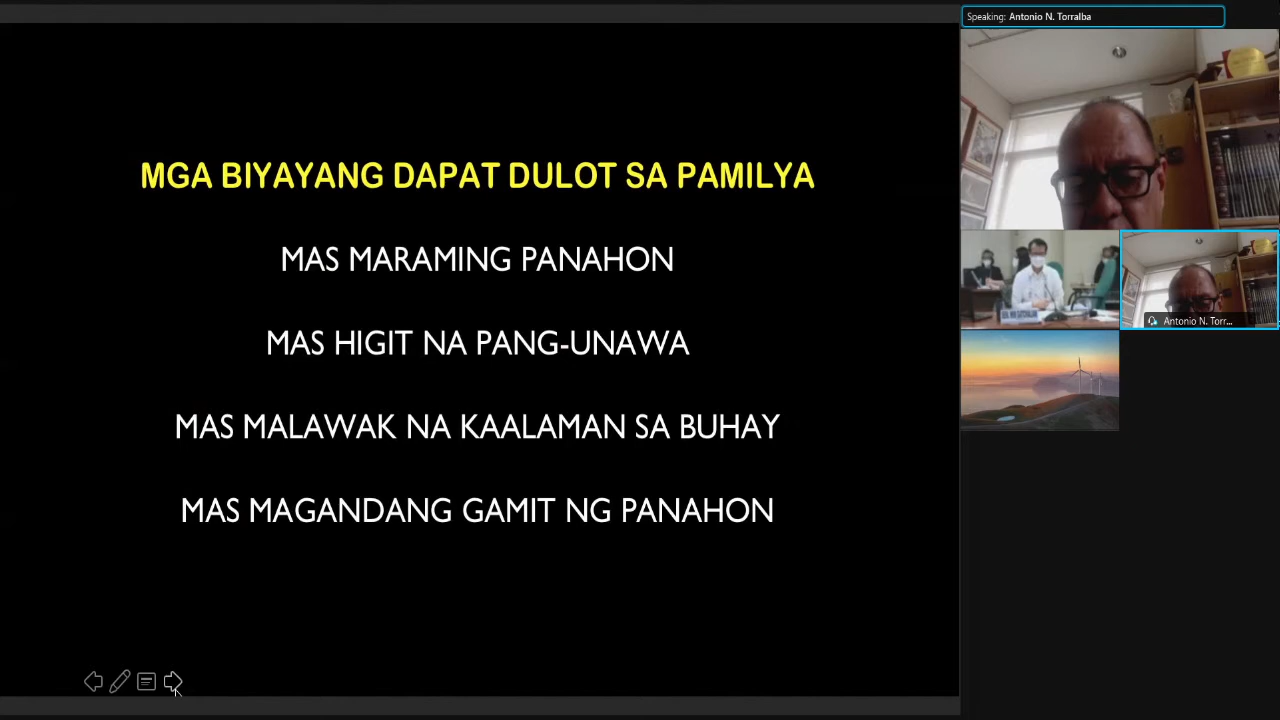 Speaking: Antonio N. Torralba
MGA BIYAYANG DAPAT DULOT SA PAMILYA
MAS MARAMING PANAHON
MAS HIGIT NA PANG-UNAWA
MAS MALAWAK NA KAALAMAN SA BUHAY
MAS MAGANDANG GAMIT NG PANAHON
Antonio N. Torr...